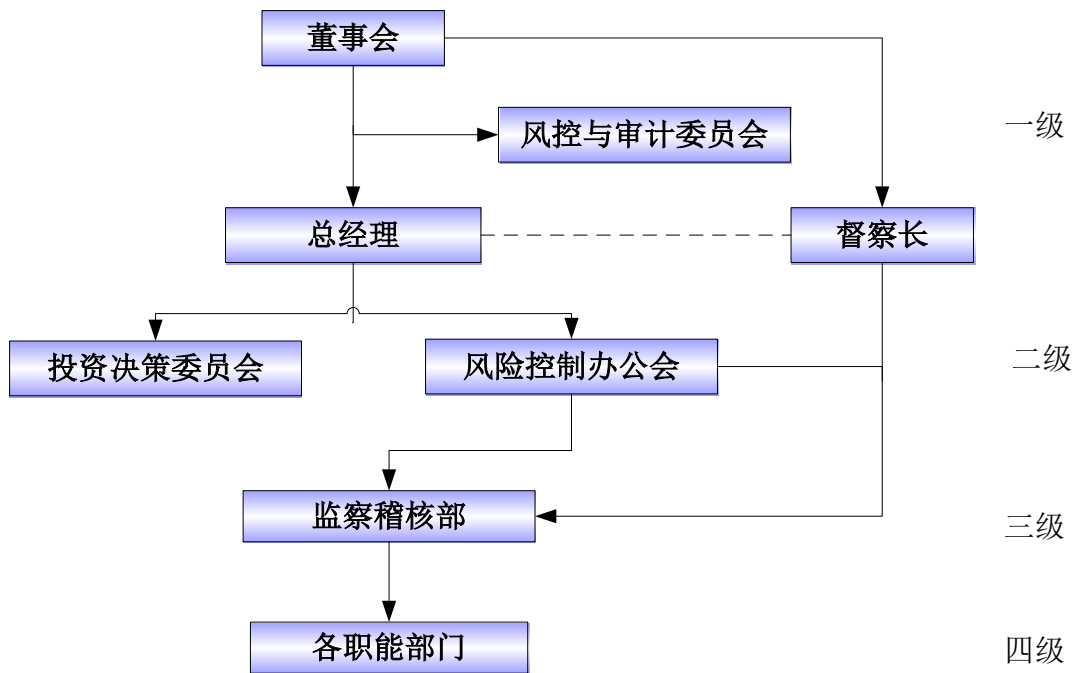 董事会
风控与审计委员会
一级
总经理
督察长
投资决策委员会
风险控制办公会
二级
监察稽核部
三级
各职能部门
四级